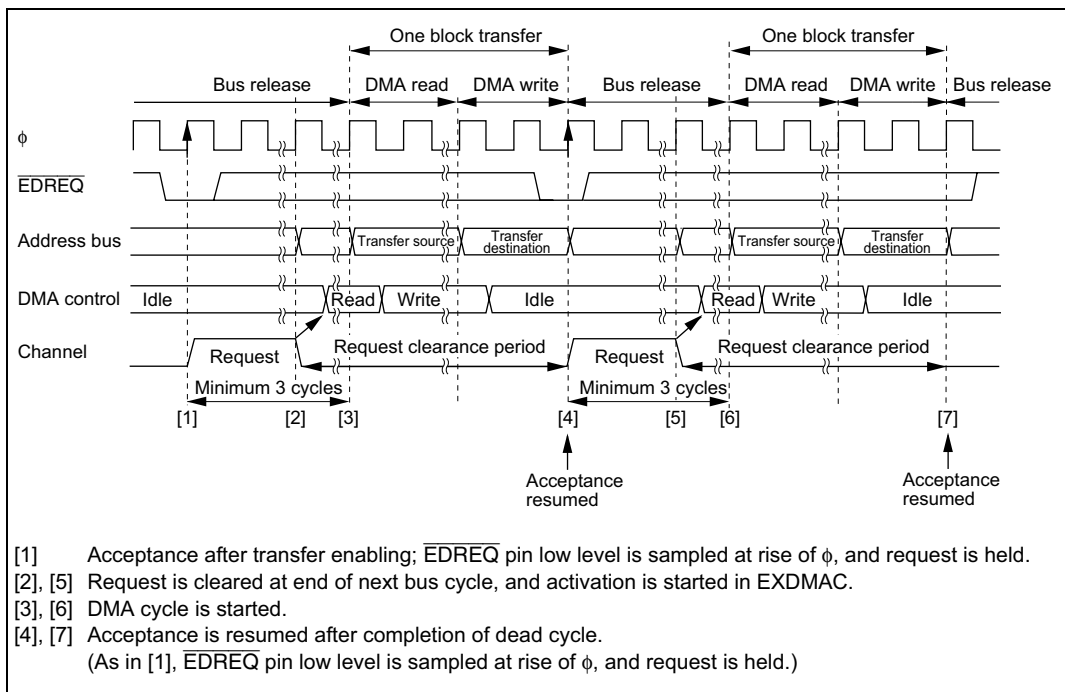 One block transfer One block transfer
Bus release DMA read DMA write Bus release DMA read DMA write Bus release
ϕ
EDREQ
Address bus Transfer source Transfer destination Transfer source Transfer destination
DMA control Idle Read Write Idle Read Write Idle
Channel Request Request clearance period Request Request clearance period
Minimum 3 cycles Minimum 3 cycles
[1] [2] [3] [4] [5] [6] [7]
Acceptance resumed Acceptance resumed
[1] Acceptance after transfer enabling; EDREQ pin low level is sampled at rise of ϕ, and request is held.
[2], [5] Request is cleared at end of next bus cycle, and activation is started in EXDMAC.
[3], [6] DMA cycle is started.
[4], [7] Acceptance is resumed after completion of dead cycle.
(As in [1], EDREQ pin low level is sampled at rise of ϕ, and request is held.)